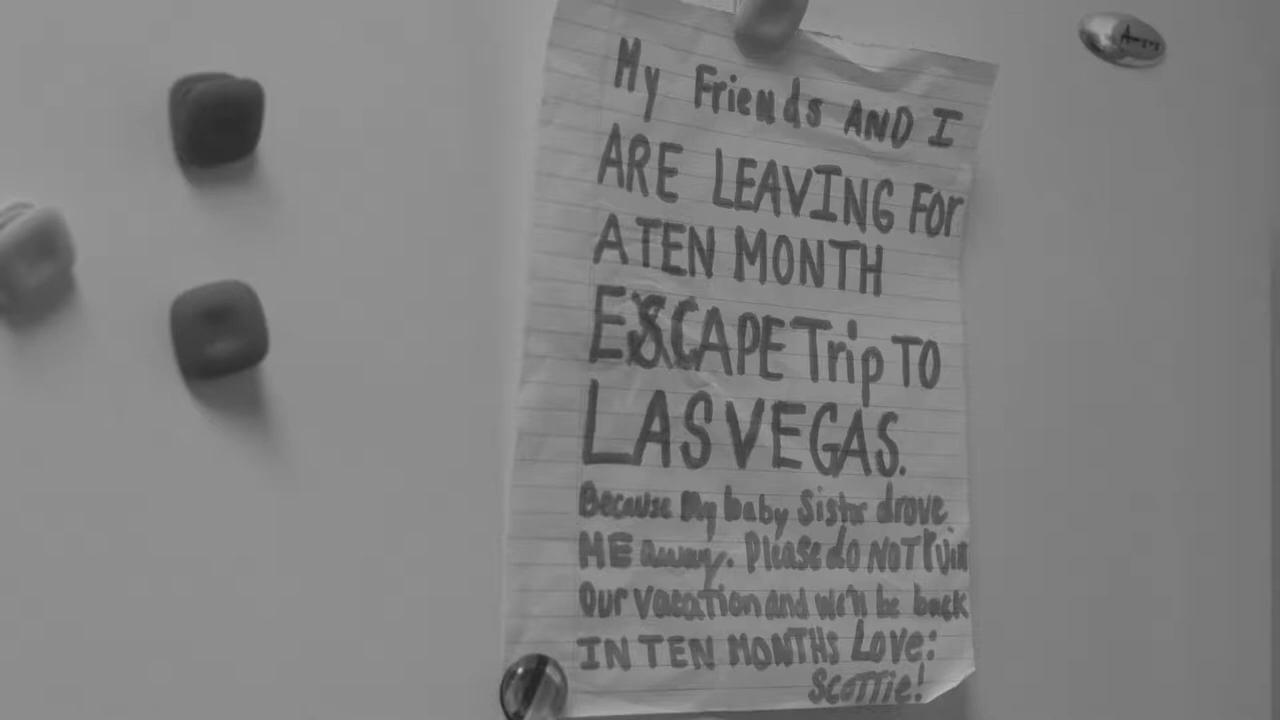 My Friends AND I
ARE LEAVING FOr
A TEN MONTH
ESCAPE Trip TO
LAS VEGAS.
Because My baby Sister drove
ME away. Please do NOT ruin
our vacation and we'll be back
IN TEN MONTHS Love:
Scottie!